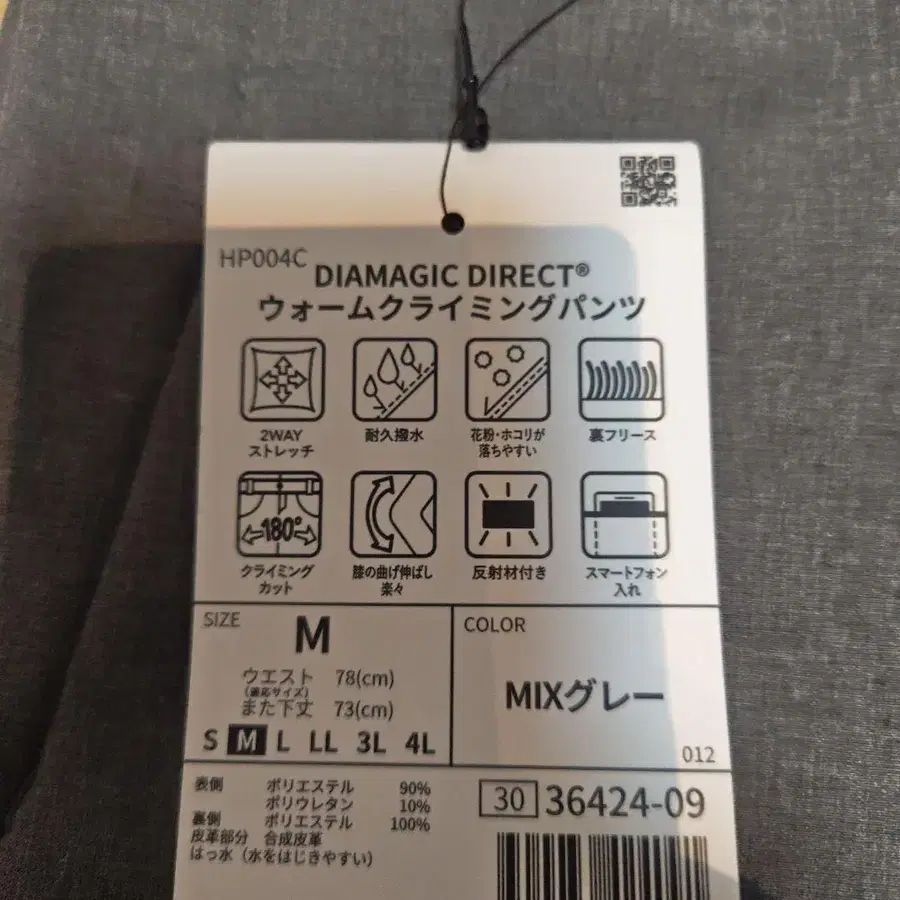 HP004C
DIAMAGIC DIRECT®
ウォームクライミングパンツ
2WAY
ストレッチ
耐久撥水
花粉・ホコリが
落ちやすい
裏フリース
180°
クライミング
カット
膝の曲げ伸ばし
楽々
反射材付き
スマートフォン
入れ
SIZE
M
ウエスト 78(cm)
(適応サイズ)
また下丈 73(cm)
S M L LL 3L 4L
COLOR
MIXグレー
012
表側 ポリエステル 90%
ポリウレタン 10%
裏側 ポリエステル 100%
皮革部分 合成皮革
はっ水(水をはじきやすい)
30 36424-09